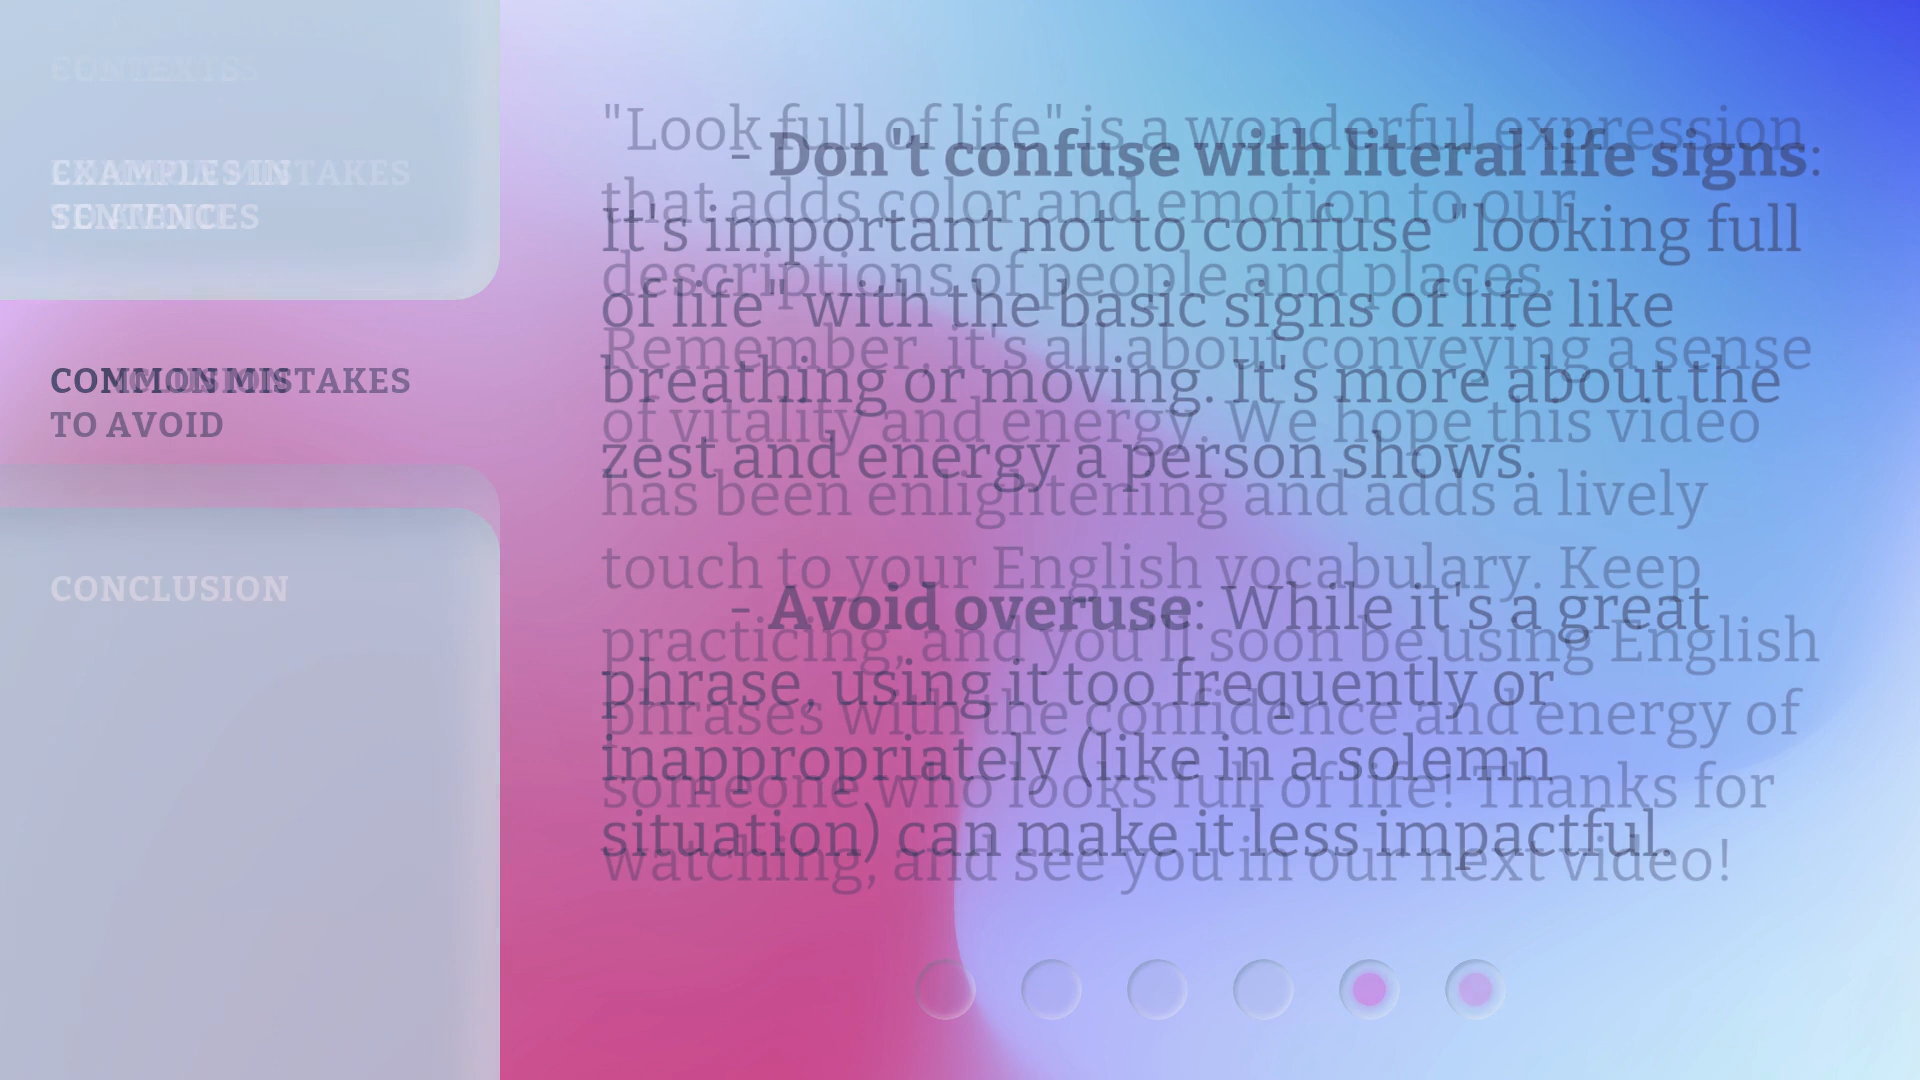 EXAMPLES IN
SENTENCES
COMMON MISTAKES
TO AVOID
CONCLUSION
- Don't confuse with literal life signs:
It's important not to confuse "looking full
of life" with the basic signs of life like
breathing or moving. It's more about the
zest and energy a person shows.
- Avoid overuse: While it's a great
phrase, using it too frequently or
inappropriately (like in a solemn
situation) can make it less impactful.
"Look full of life" is a wonderful expression
that adds color and emotion to our
descriptions of people and places.
Remember, it's all about conveying a sense
of vitality and energy. We hope this video
has been enlightening and adds a lively
touch to your English vocabulary. Keep
practicing, and you'll soon be using English
phrases with the confidence and energy of
someone who looks full of life! Thanks for
watching, and see you in our next video!